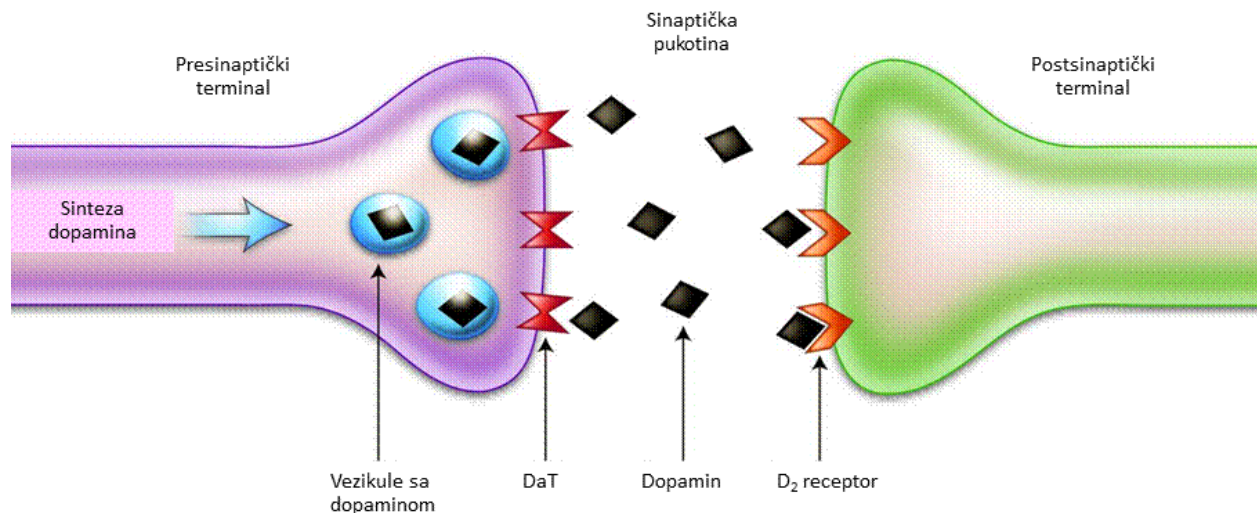 Sinaptička
pukotina
Presinaptički
terminal
Postsinaptički
terminal
Sinteza
dopamina
Vezikule sa
dopaminom
DaT
Dopamin
D₂ receptor